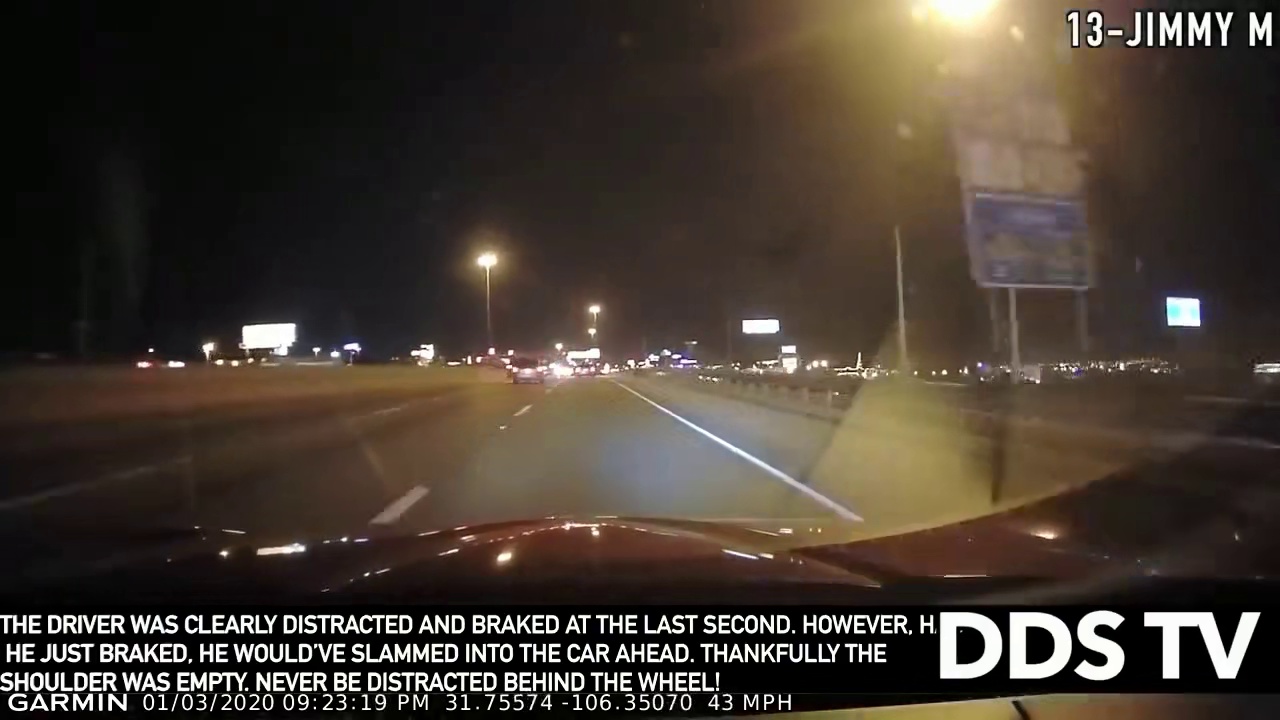 13-JIMMY M
THE DRIVER WAS CLEARLY DISTRACTED AND BRAKED AT THE LAST SECOND. HOWEVER, HA
HE JUST BRAKED, HE WOULD'VE SLAMMED INTO THE CAR AHEAD. THANKFULLY THE
SHOULDER WAS EMPTY. NEVER BE DISTRACTED BEHIND THE WHEEL!
DDS TV
GARMIN 01/03/2020 09:23:19 PM 31.75574 -106.35070 43 MPH